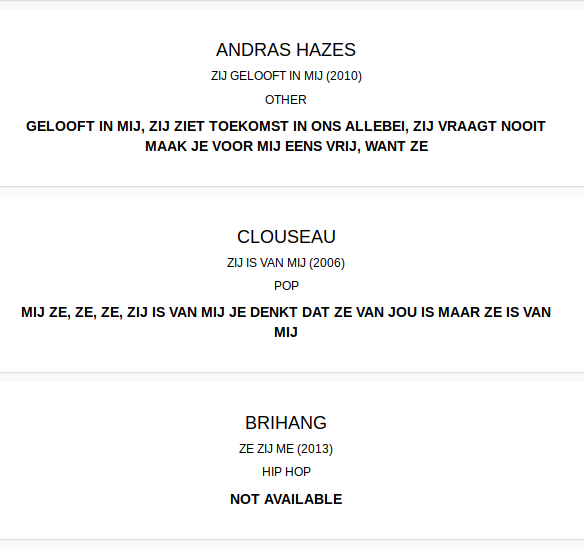 ANDRAS HAZES
ZIJ GELOOFT IN MIJ (2010)
OTHER
GELOOFT IN MIJ, ZIJ ZIET TOEKOMST IN ONS ALLEBEI, ZIJ VRAAGT NOOIT
MAAK JE VOOR MIJ EENS VRIJ, WANT ZE
CLOUSEAU
ZIJ IS VAN MIJ (2006)
POP
MIJ ZE, ZE, ZE, ZIJ IS VAN MIJ JE DENKT DAT ZE VAN JOU IS MAAR ZE IS VAN
MIJ
BRIHANG
ZE ZIJ ME (2013)
HIP HOP
NOT AVAILABLE